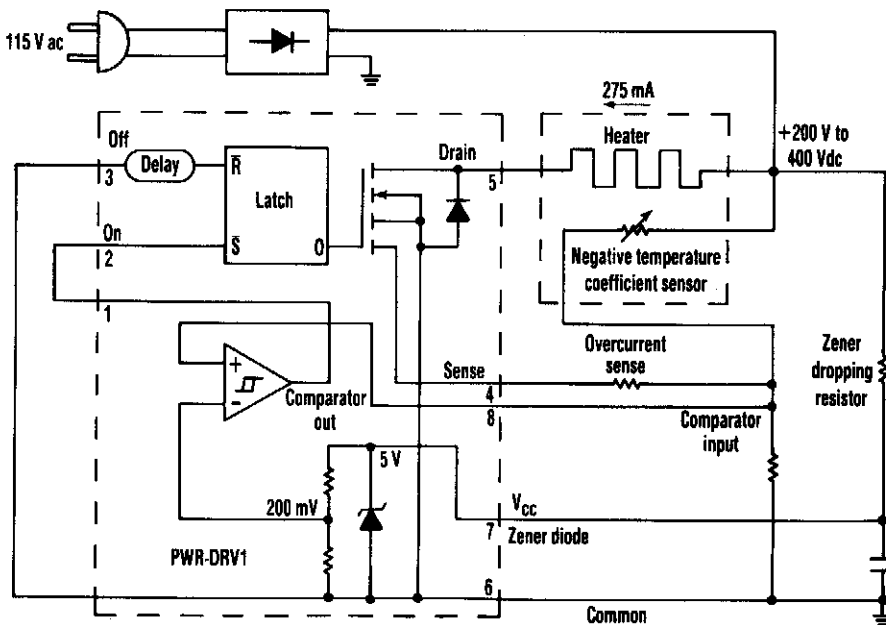 115 V ac
275 mA
Heater
+200 V to
400 Vdc
Off
3
Delay
R̅
Latch
Drain
5
On
2
S̅
O
1
Negative temperature
coefficient sensor
+
-
Comparator
out
Sense
4
8
Overcurrent
sense
Comparator
input
Zener
dropping
resistor
5 V
200 mV
VCC
7
Zener diode
PWR-DRV1
6
Common